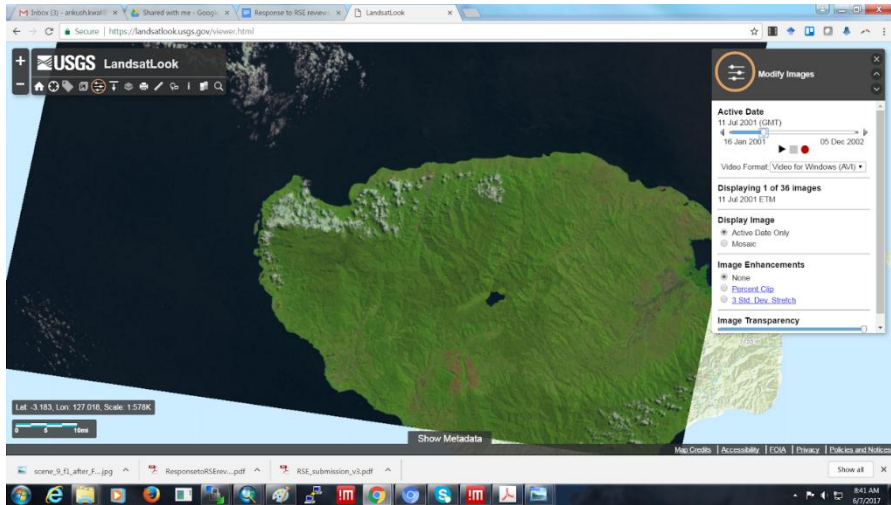 Inbox (3) - ankush.kwal
Shared with me - Googl
Response to RSE review
LandsatLook
Secure | https://landsatlook.usgs.gov/viewer.html
USGS LandsatLook
Modify Images
Active Date
11 Jul 2001 (GMT)
16 Jan 2001 05 Dec 2002
Video Format: Video for Windows (AVI)
Displaying 1 of 36 images
11 Jul 2001 ETM
Display Image
Active Date Only
Mosaic
Image Enhancements
None
Percent Clip
3 Std. Dev. Stretch
Image Transparency
Lat: -3.183, Lon: 127.018, Scale: 1:578K
0 5 10mi
Show Metadata
Map Credits | Accessibility | FOIA | Privacy | Policies and Notices
scene_9_f1_after_F....jpg
ResponsetoRSErev....pdf
RSE_submission_v3.pdf
Show all
8:41 AM
6/7/2017